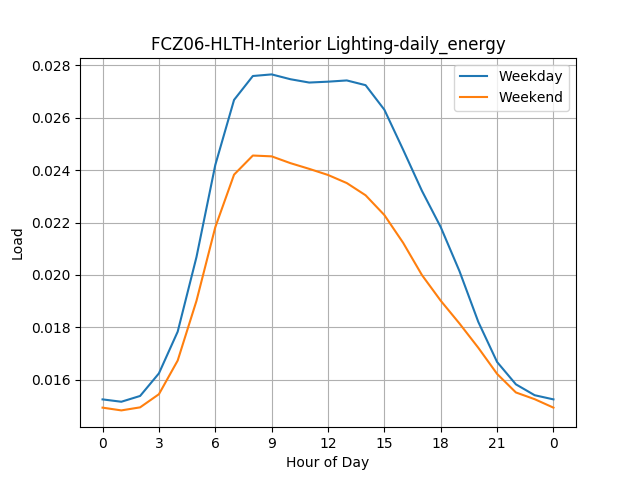 FCZ06-HLTH-Interior Lighting-daily_energy
Weekday
Weekend
Load
0.028
0.026
0.024
0.022
0.020
0.018
0.016
0 3 6 9 12 15 18 21 0
Hour of Day